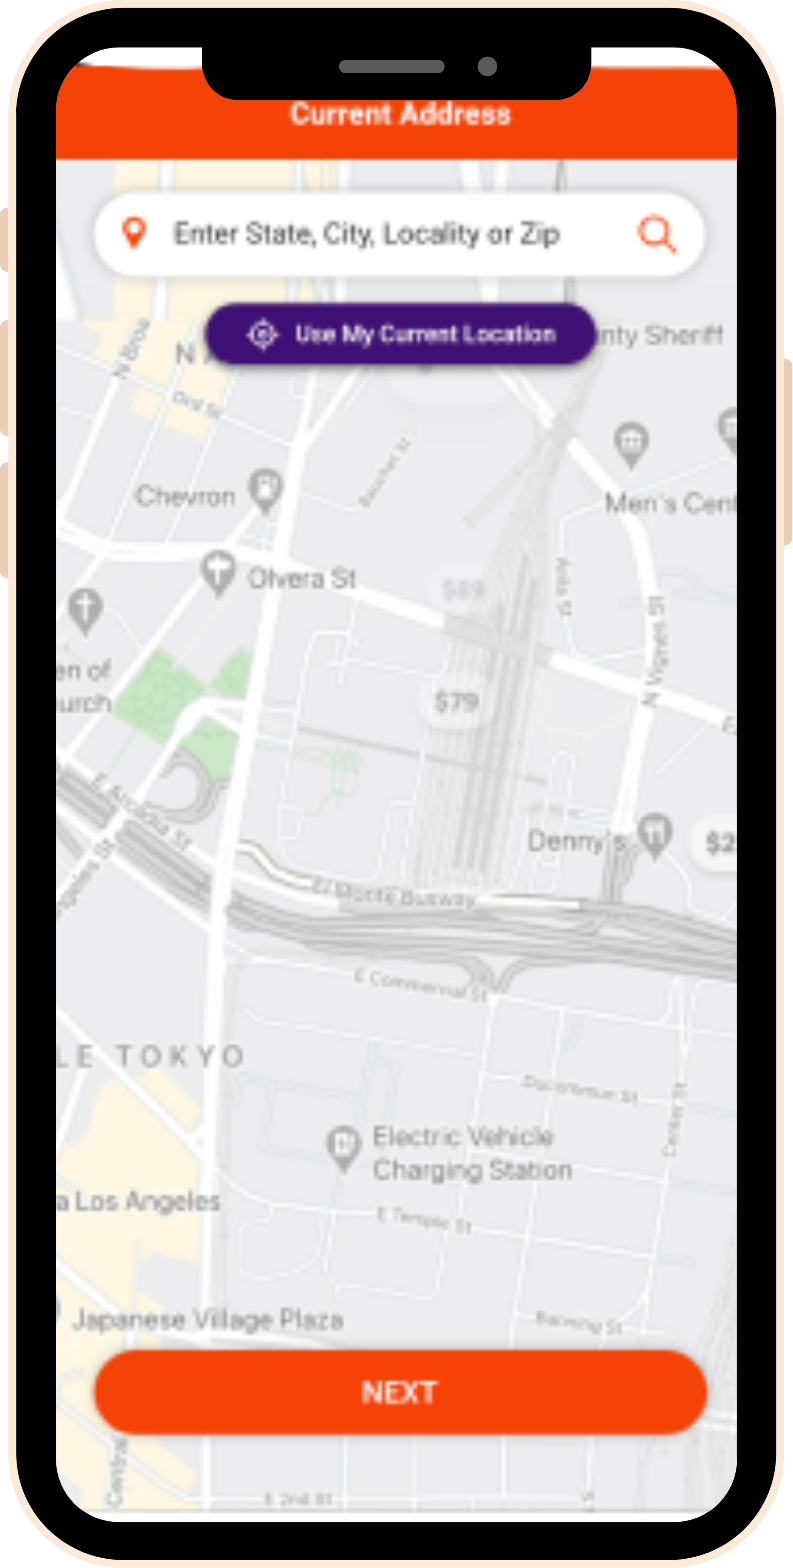 Current Address
Enter State, City, Locality or Zip
Use My Current Location
nty Sheriff
N Broa
N
Ord St
Bauchet St
Chevron
Men's Cent
Olvera St
$89
Avila St
N Vignes St
en of
urch
$79
E Arcadia St
Denny's
$2
ngeles St
El Monte Busway
E Commercial St
LE TOKYO
Ducommun St
Center St
Electric Vehicle
Charging Station
a Los Angeles
E Temple St
Japanese Village Plaza
Banning St
NEXT
Central
E 2nd St